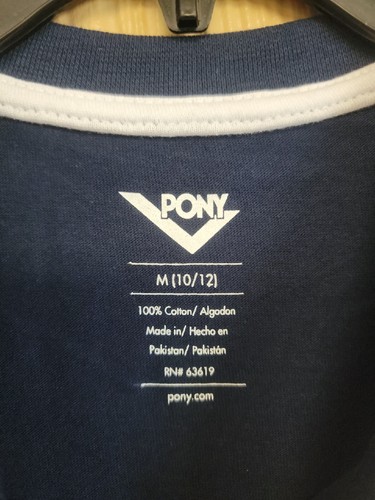 PONY
M (10/12)
100% Cotton/ Algodon
Made in/ Hecho en
Pakistan/ Pakistán
RN# 63619
pony.com